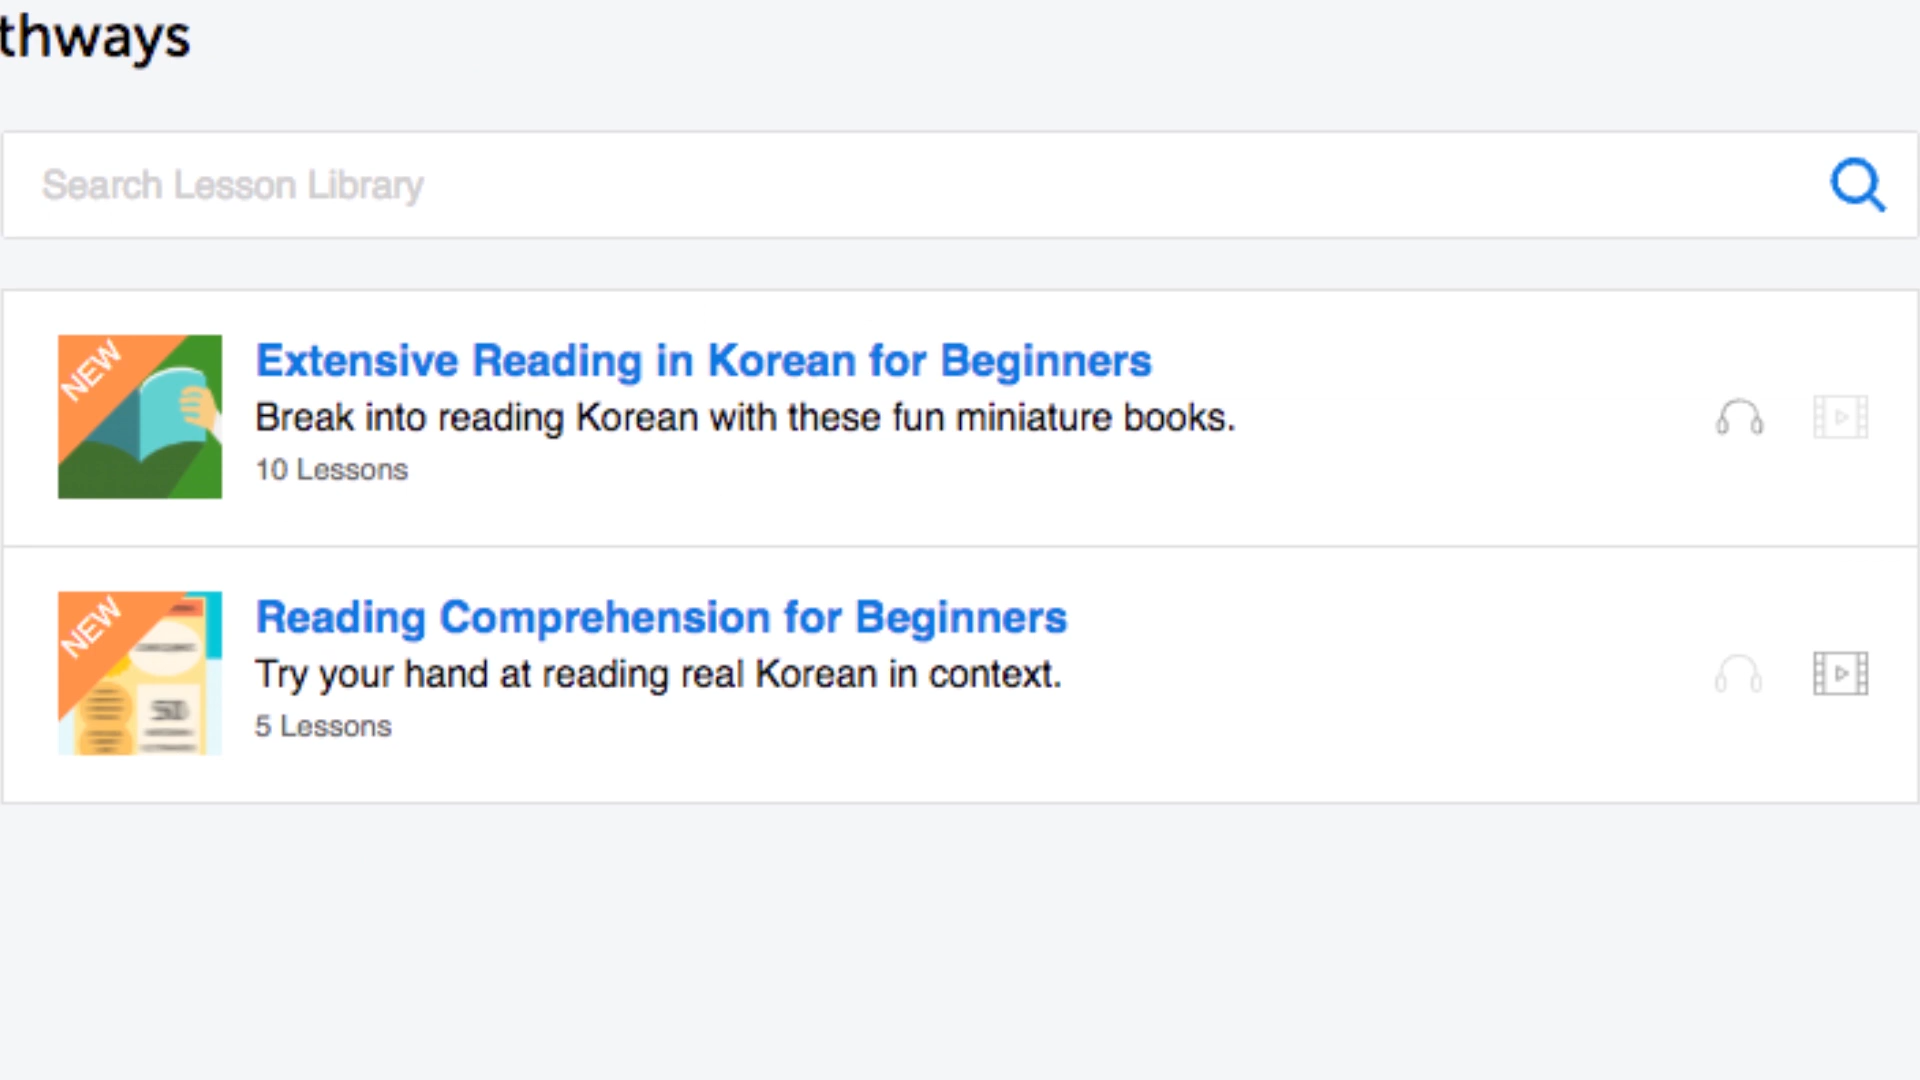 thways
Search Lesson Library
NEW
Extensive Reading in Korean for Beginners
Break into reading Korean with these fun miniature books.
10 Lessons
NEW
Reading Comprehension for Beginners
Try your hand at reading real Korean in context.
5 Lessons